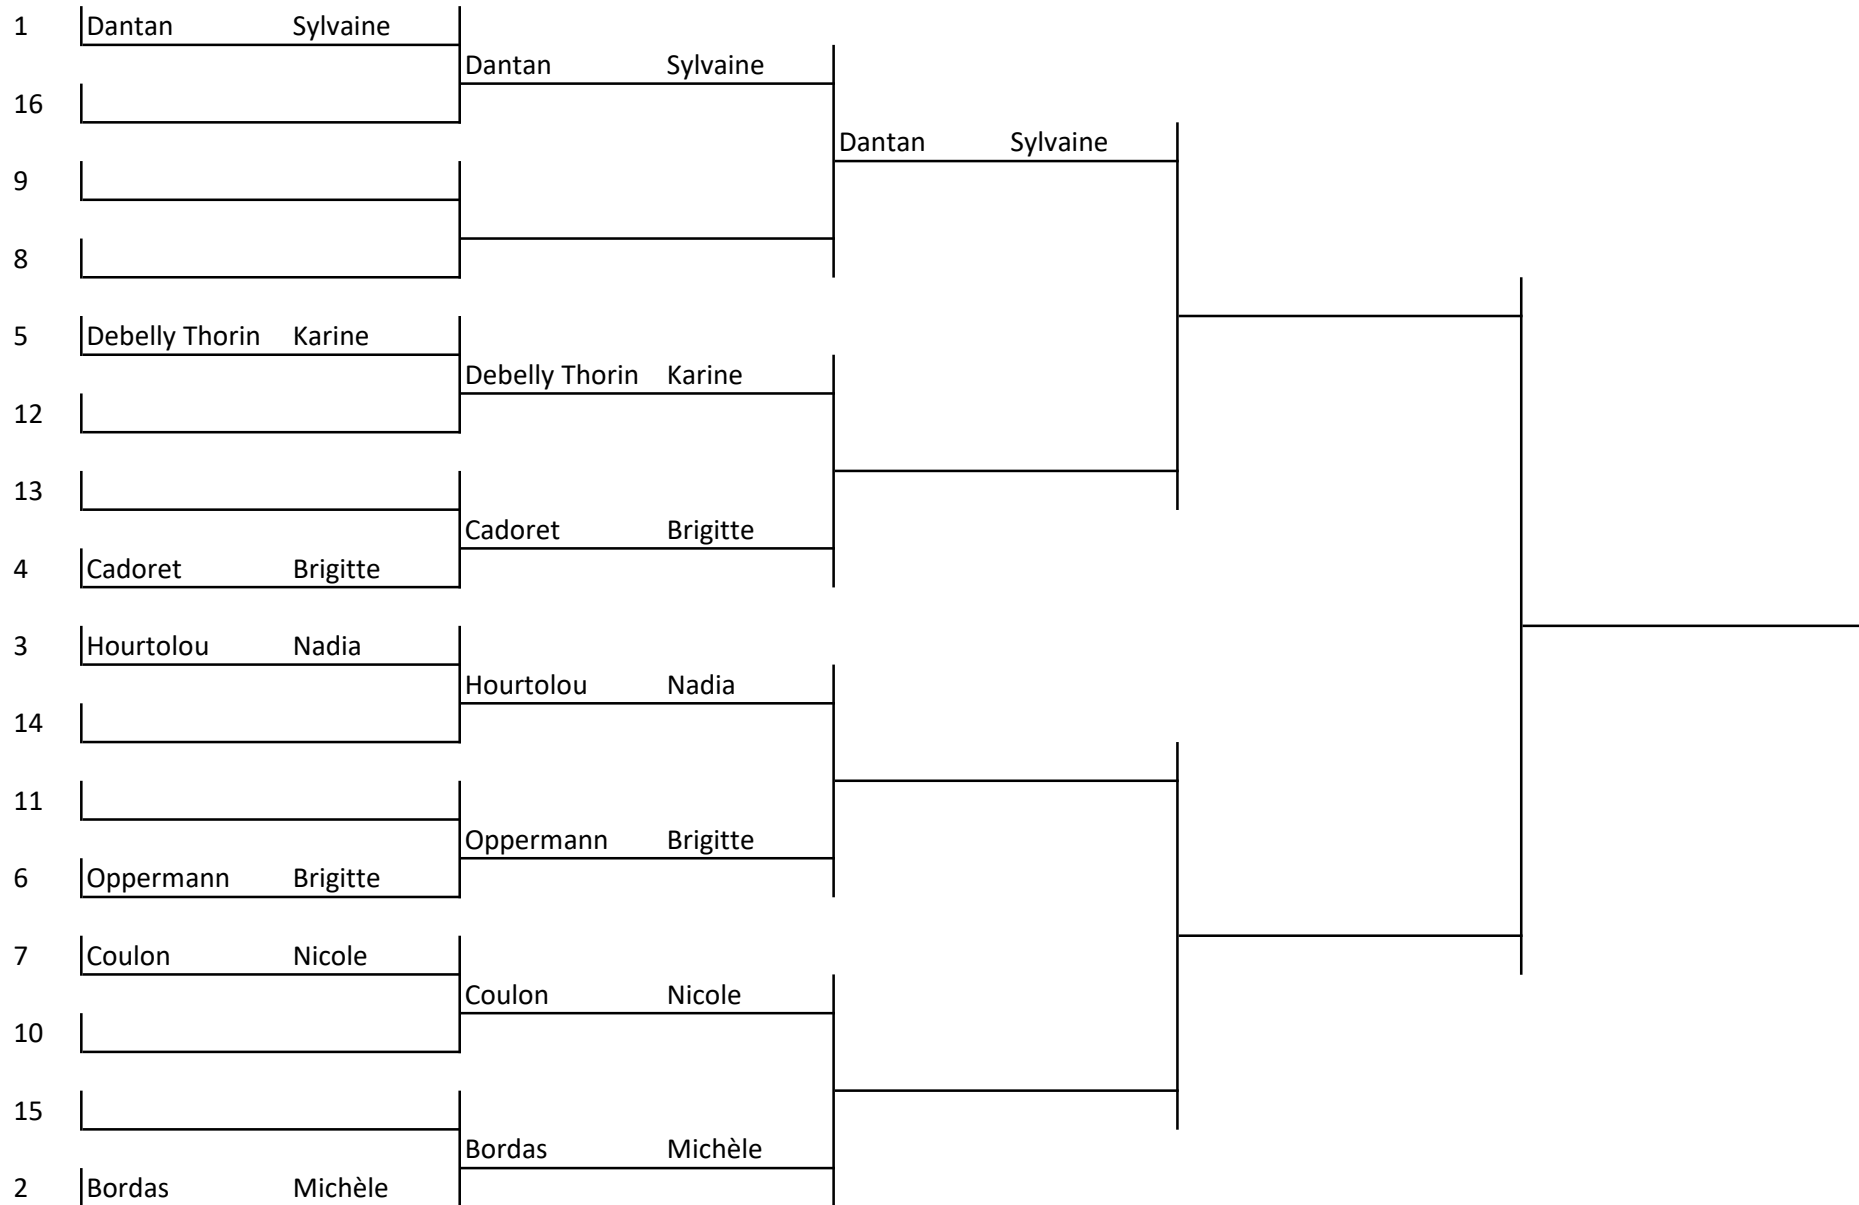 1 Dantan Sylvaine
Dantan Sylvaine
16
Dantan Sylvaine
9
8
5 Debelly Thorin Karine
Debelly Thorin Karine
12
13
Cadoret Brigitte
4 Cadoret Brigitte
3 Hourtolou Nadia
Hourtolou Nadia
14
11
Oppermann Brigitte
6 Oppermann Brigitte
7 Coulon Nicole
Coulon Nicole
10
15
Bordas Michèle
2 Bordas Michèle